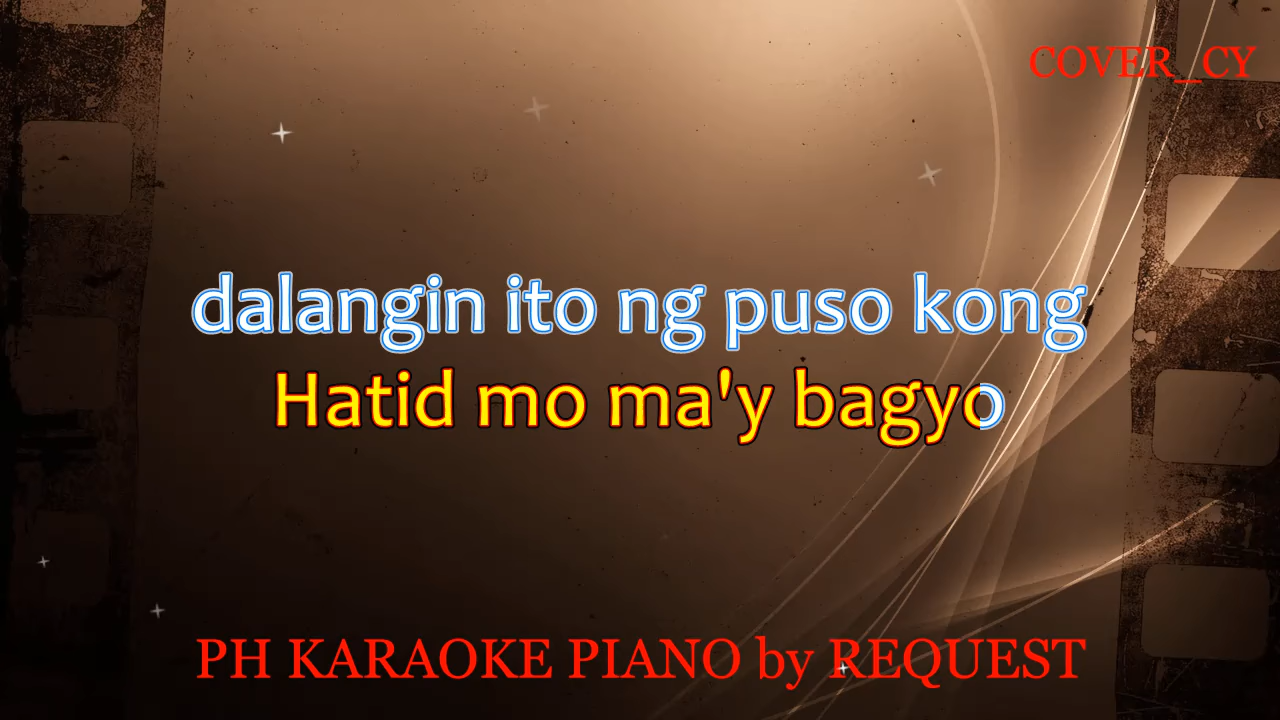 COVER_CY
dalangin ito ng puso kong
Hatid mo ma'y bagyo
PH KARAOKE PIANO by REQUEST